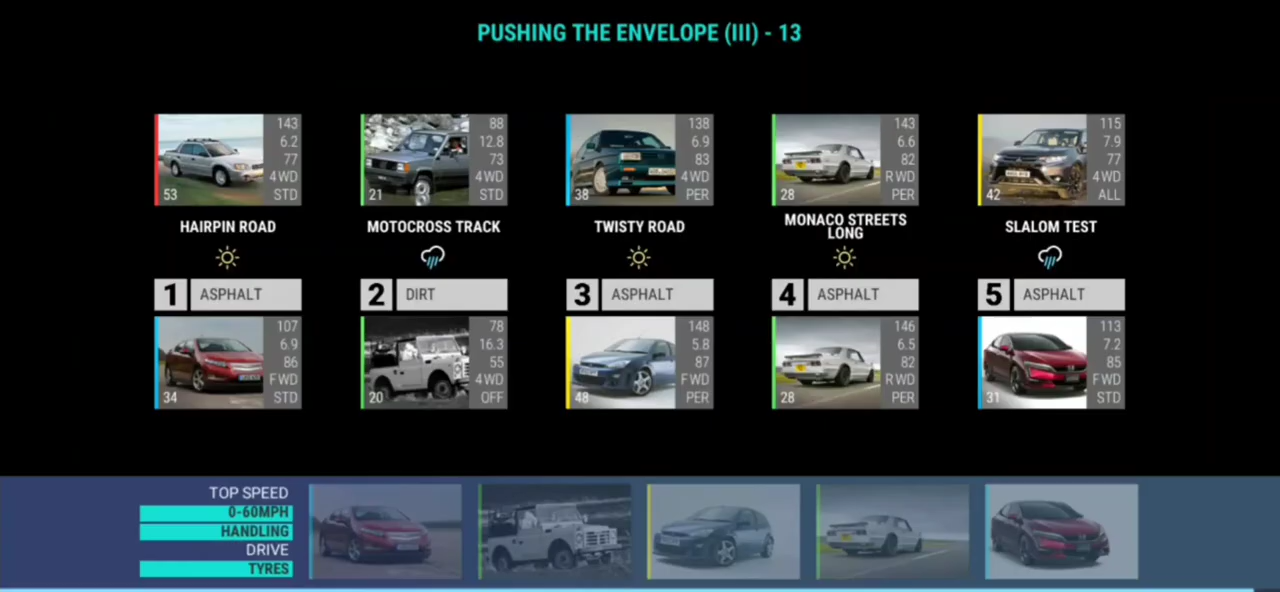 PUSHING THE ENVELOPE (III) - 13
143
6.2
77
4WD
STD
53
88
12.8
73
4WD
STD
21
138
6.9
83
4WD
PER
38
143
6.6
82
RWD
PER
28
115
7.9
77
4WD
ALL
42
HAIRPIN ROAD
MOTOCROSS TRACK
TWISTY ROAD
MONACO STREETS
LONG
SLALOM TEST
1 ASPHALT
2 DIRT
3 ASPHALT
4 ASPHALT
5 ASPHALT
107
6.9
86
FWD
STD
34
78
16.3
55
4WD
OFF
20
148
5.8
87
FWD
PER
48
146
6.5
82
RWD
PER
28
113
7.2
85
FWD
STD
31
TOP SPEED
0-60MPH
HANDLING
DRIVE
TYRES